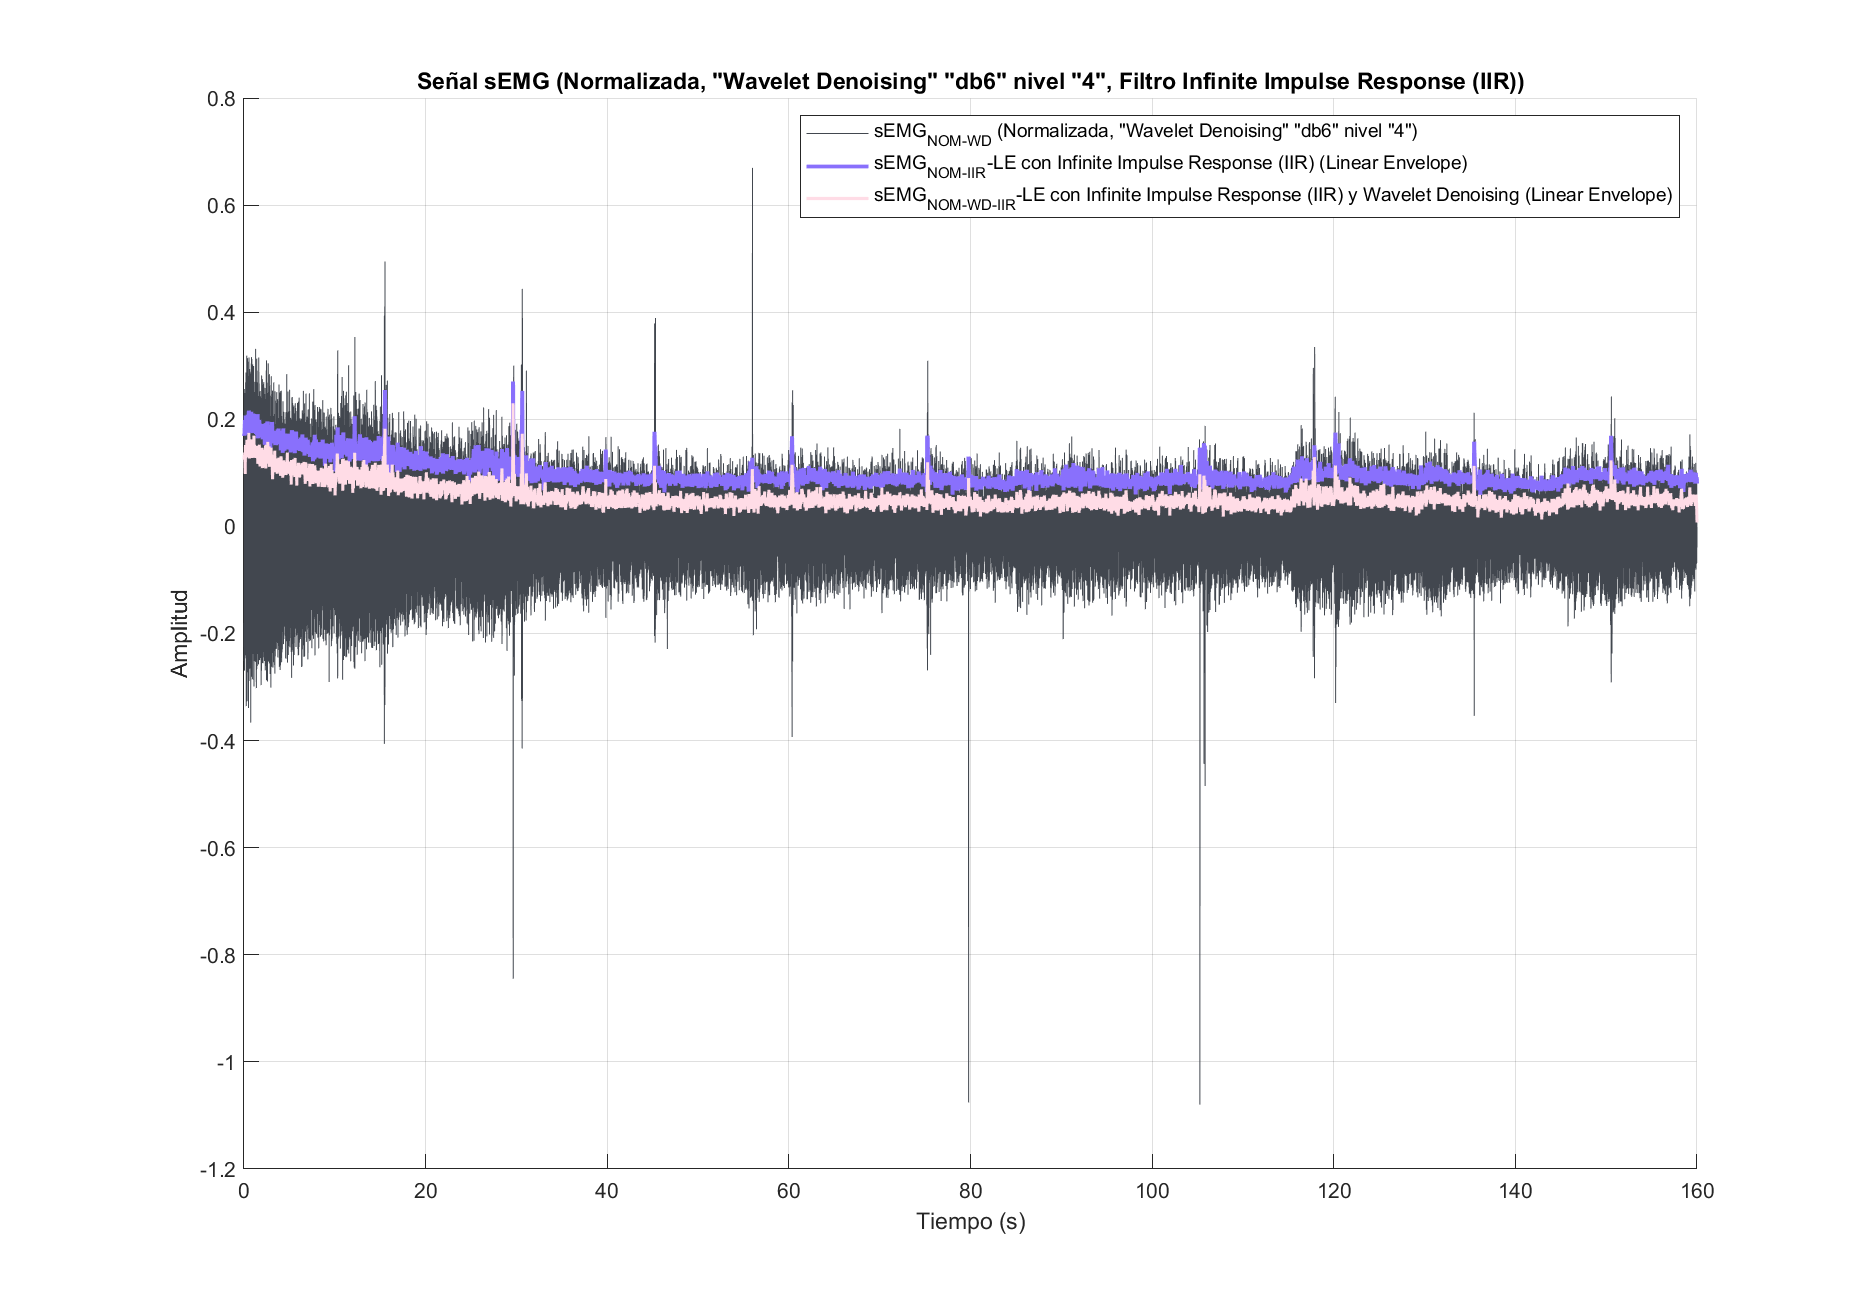 Señal sEMG (Normalizada, "Wavelet Denoising" "db6" nivel "4", Filtro Infinite Impulse Response (IIR))
sEMG_NOM-WD (Normalizada, "Wavelet Denoising" "db6" nivel "4")
sEMG_NOM-IIR-LE con Infinite Impulse Response (IIR) (Linear Envelope)
sEMG_NOM-WD-IIR-LE con Infinite Impulse Response (IIR) y Wavelet Denoising (Linear Envelope)
0.8
0.6
0.4
0.2
0
-0.2
-0.4
-0.6
-0.8
-1
-1.2
Amplitud
0 20 40 60 80 100 120 140 160
Tiempo (s)